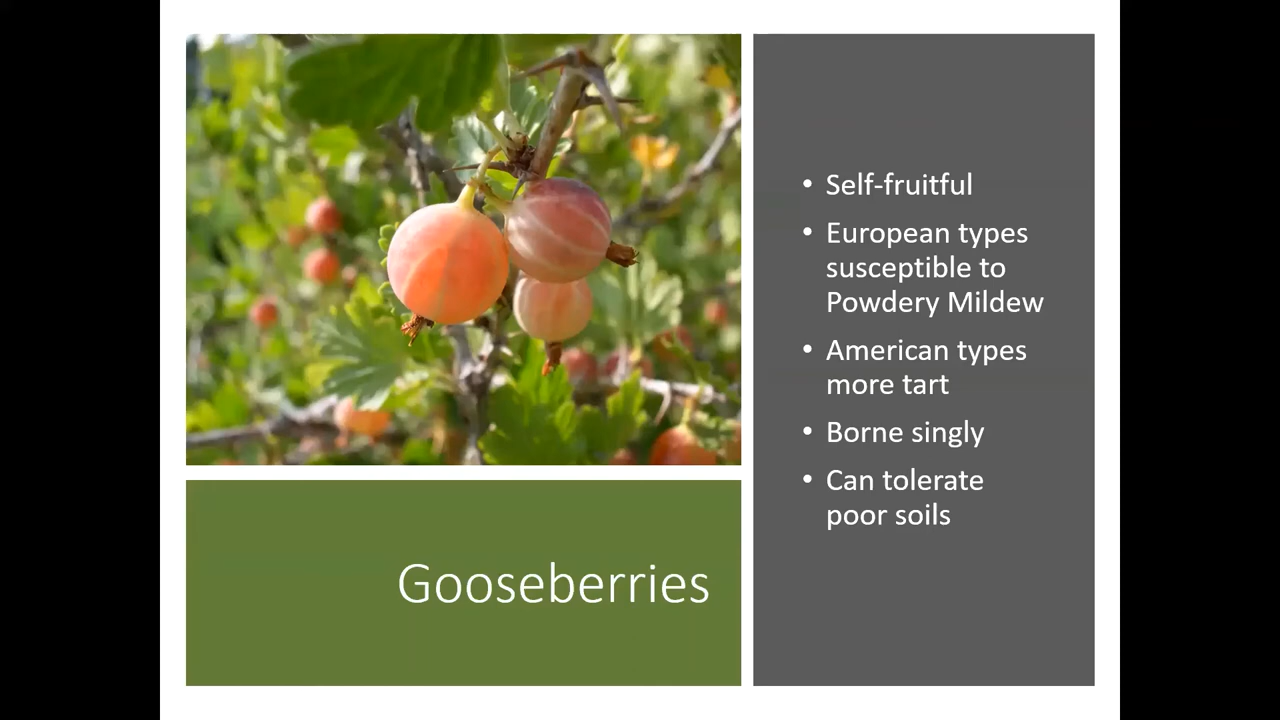 Gooseberries
• Self-fruitful
• European types
susceptible to
Powdery Mildew
• American types
more tart
• Borne singly
• Can tolerate
poor soils